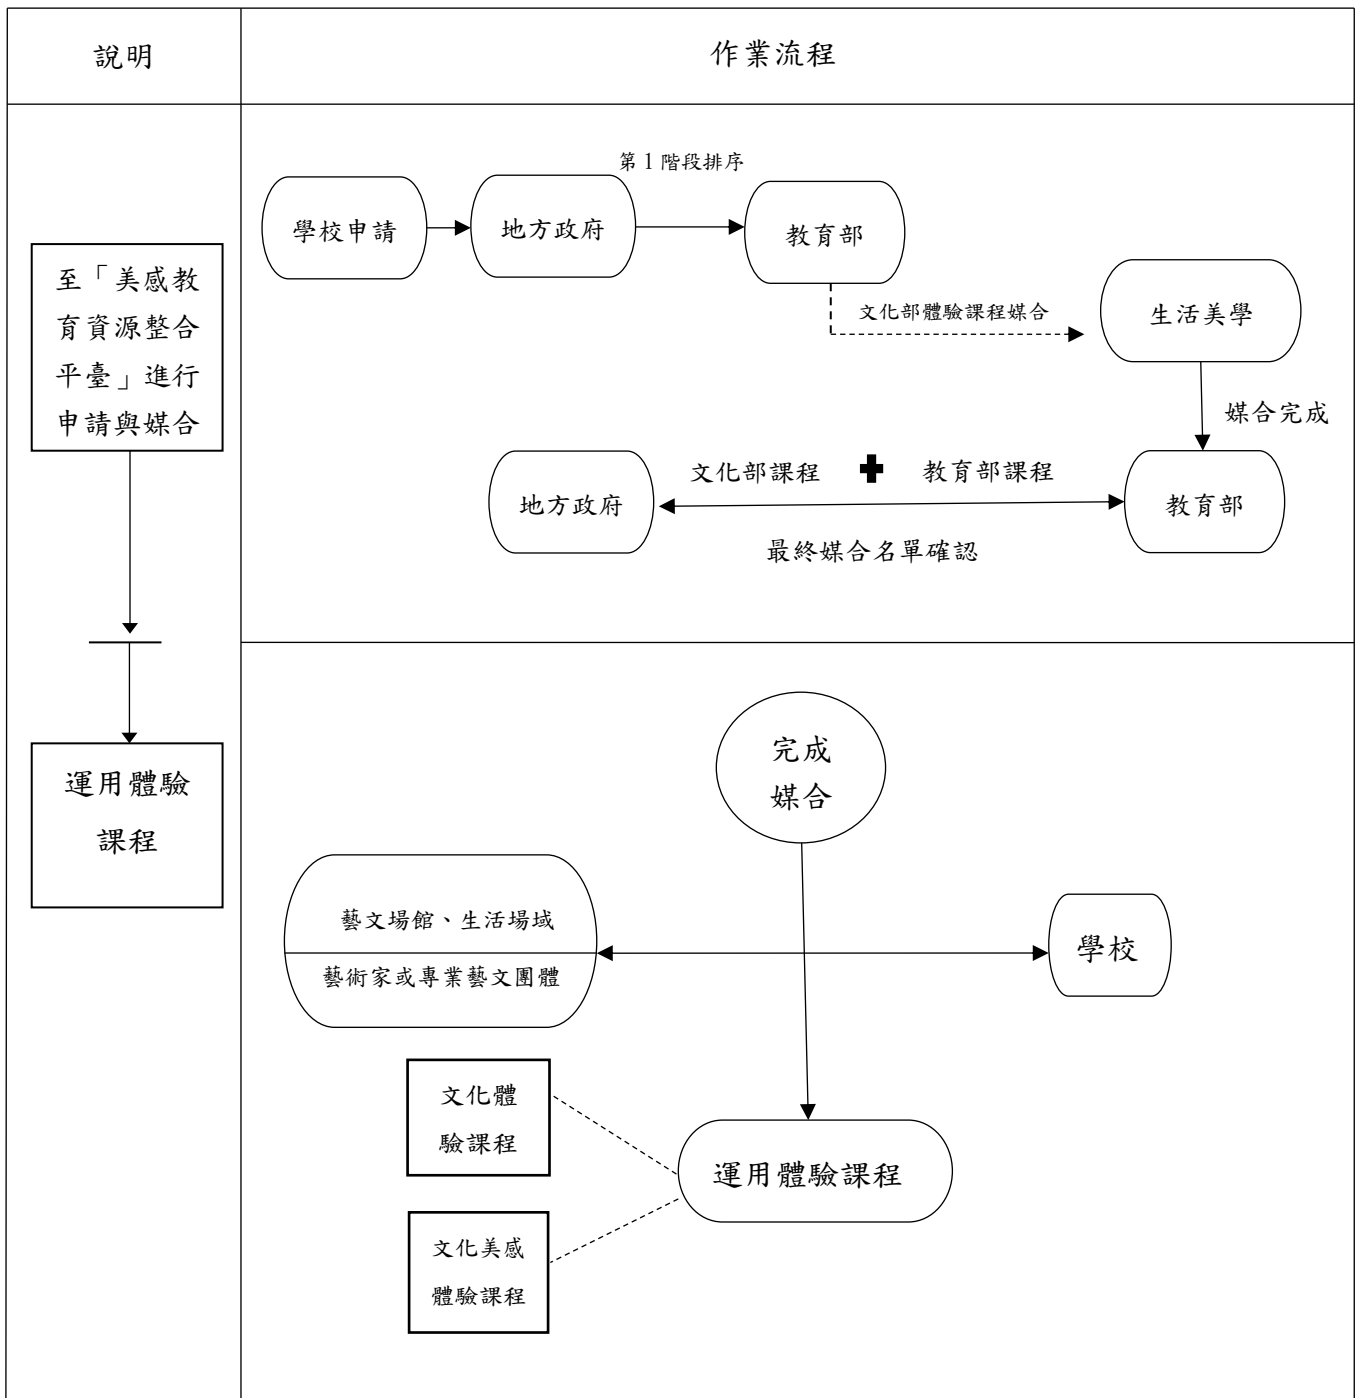 說明
作業流程
至「美感教
育資源整合
平臺」進行
申請與媒合
第1階段排序
學校申請
地方政府
教育部
文化部體驗課程媒合
生活美學
媒合完成
地方政府
文化部課程
教育部課程
教育部
最終媒合名單確認
運用體驗
課程
完成
媒合
藝文場館、生活場域
藝術家或專業藝文團體
學校
文化體
驗課程
運用體驗課程
文化美感
體驗課程